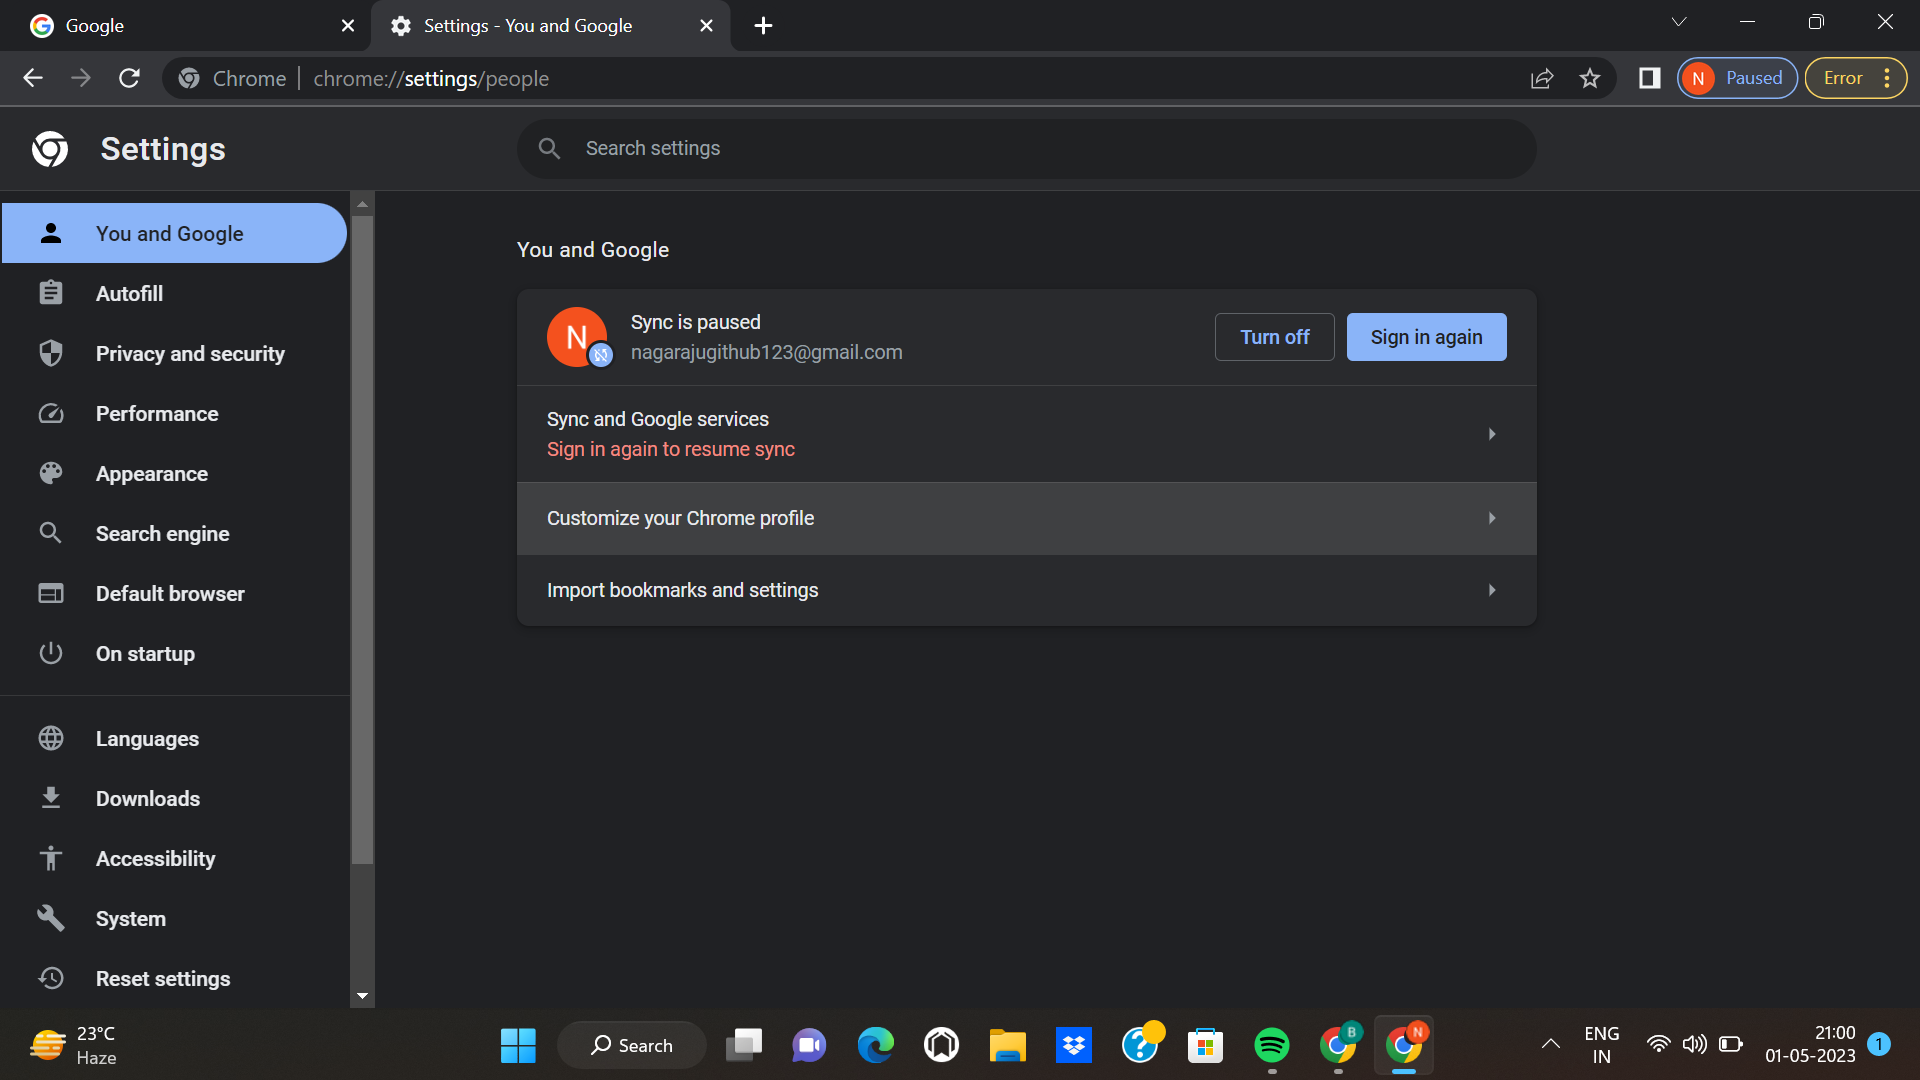 Google
Settings - You and Google
Chrome
chrome://settings/people
N
Paused
Error
Settings
Search settings
You and Google
Autofill
Privacy and security
Performance
Appearance
Search engine
Default browser
On startup
Languages
Downloads
Accessibility
System
Reset settings
You and Google
N
Sync is paused
nagarajugithub123@gmail.com
Turn off
Sign in again
Sync and Google services
Sign in again to resume sync
Customize your Chrome profile
Import bookmarks and settings
23°C
Haze
Search
B
N
ENG
IN
21:00
01-05-2023
1